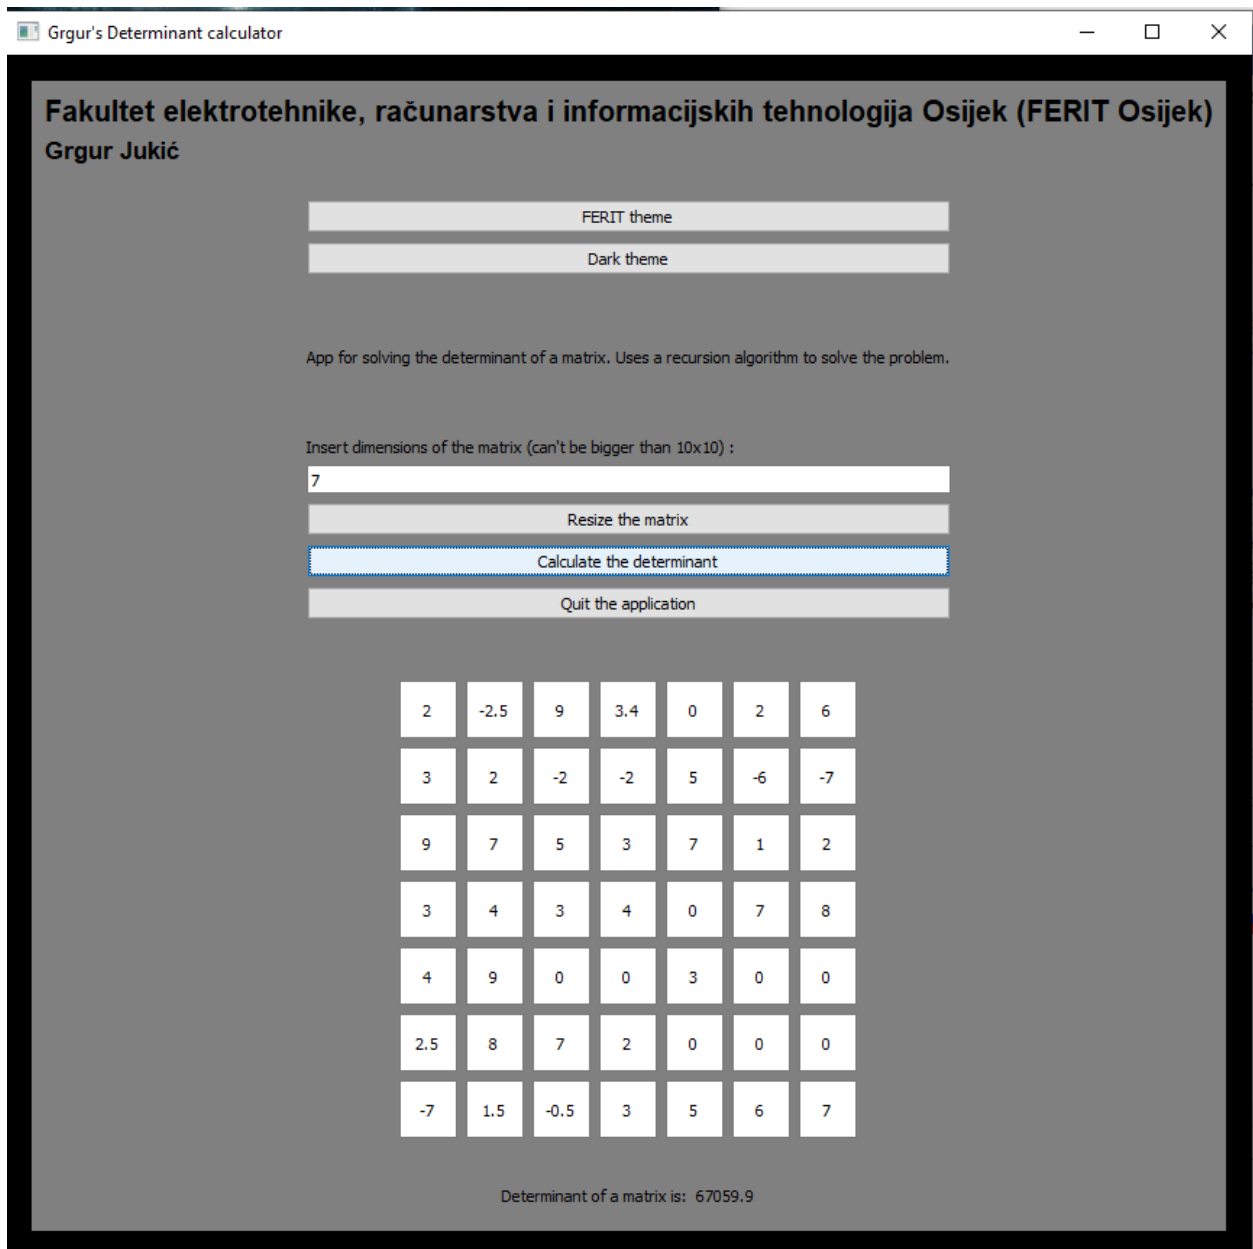 Grgur's Determinant calculator
Fakultet elektrotehnike, računarstva i informacijskih tehnologija Osijek (FERIT Osijek)
Grgur Jukić
FERIT theme
Dark theme
App for solving the determinant of a matrix. Uses a recursion algorithm to solve the problem.
Insert dimensions of the matrix (can't be bigger than 10x10) :
7
Resize the matrix
Calculate the determinant
Quit the application
2 -2.5 9 3.4 0 2 6
3 2 -2 -2 5 -6 -7
9 7 5 3 7 1 2
3 4 3 4 0 7 8
4 9 0 0 3 0 0
2.5 8 7 2 0 0 0
-7 1.5 -0.5 3 5 6 7
Determinant of a matrix is: 67059.9